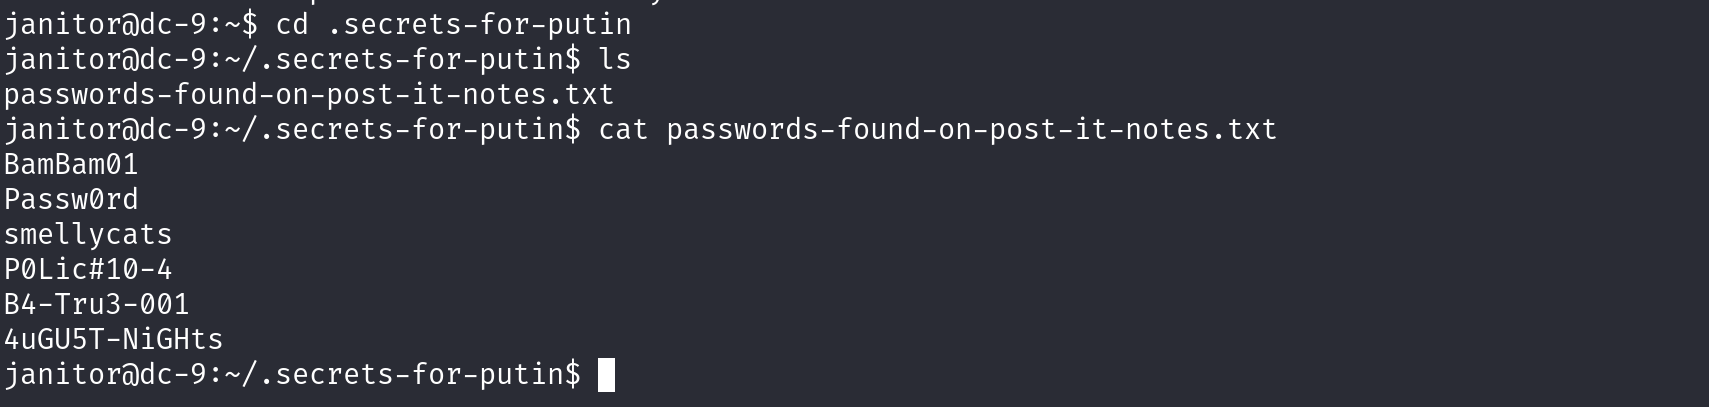 janitor@dc-9:~$ cd .secrets-for-putin
janitor@dc-9:~/.secrets-for-putin$ ls
passwords-found-on-post-it-notes.txt
janitor@dc-9:~/.secrets-for-putin$ cat passwords-found-on-post-it-notes.txt
BamBam01
Passw0rd
smellycats
P0Lic#10-4
B4-Tru3-001
4uGU5T-NiGHts
janitor@dc-9:~/.secrets-for-putin$